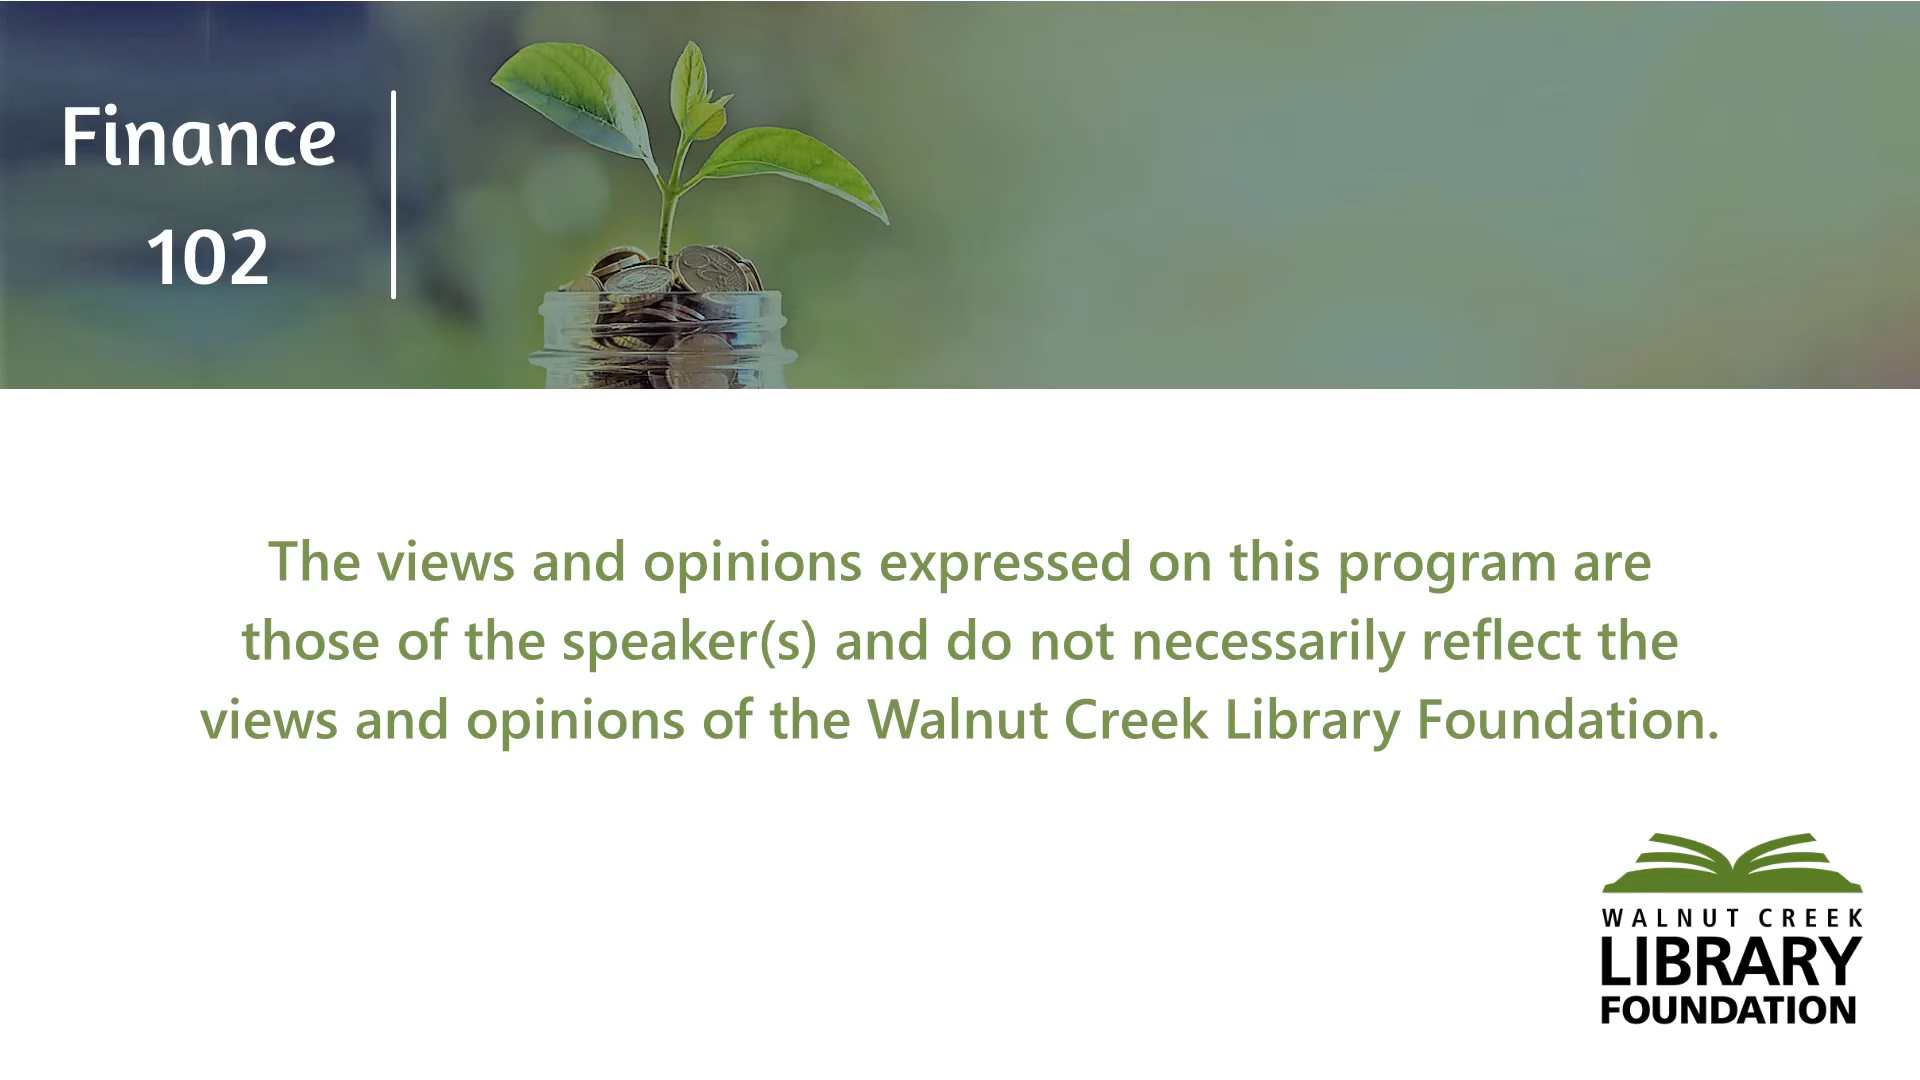 Finance
102
The views and opinions expressed on this program are
those of the speaker(s) and do not necessarily reflect the
views and opinions of the Walnut Creek Library Foundation.
WALNUT CREEK
LIBRARY
FOUNDATION